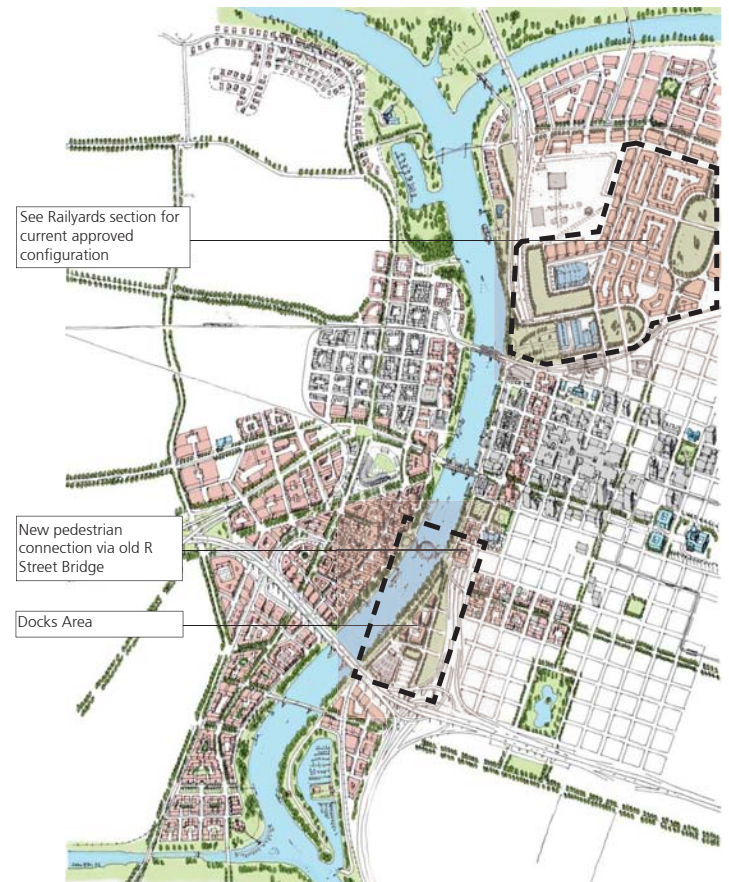 See Railyards section for
current approved
configuration
New pedestrian
connection via old R
Street Bridge
Docks Area